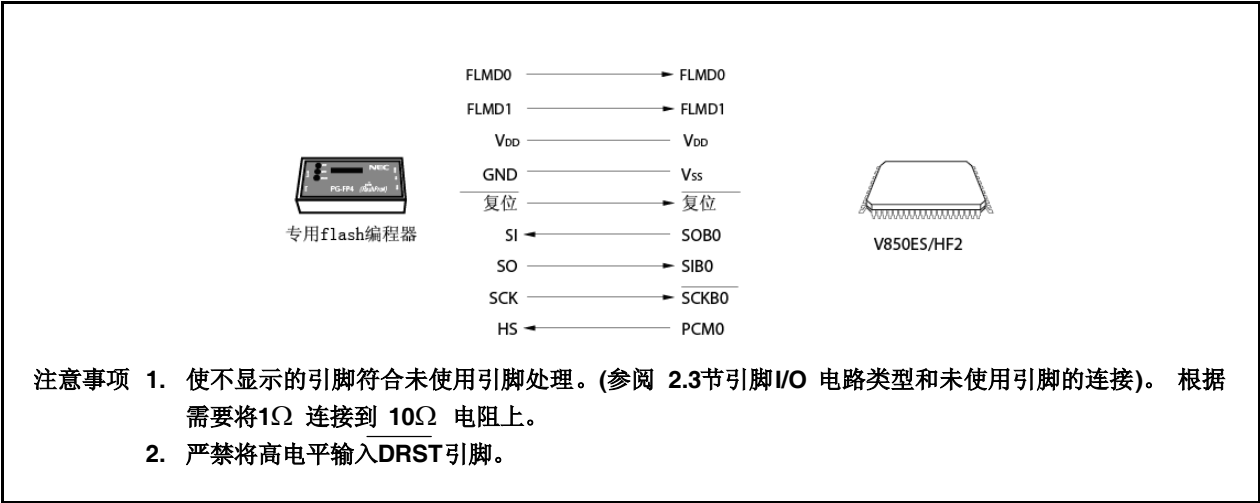 FLMD0 FLMD0
FLMD1 FLMD1
VDD VDD
GND VSS
复位 复位
SI SOB0
SO SIB0
SCK SCKB0
HS PCM0
NEC
PG-FP4
专用flash编程器
V850ES/HF2
注意事项 1. 使不显示的引脚符合未使用引脚处理。(参阅 2.3节引脚I/O 电路类型和未使用引脚的连接)。 根据
需要将1Ω 连接到 10Ω 电阻上。
2. 严禁将高电平输入DRST引脚。